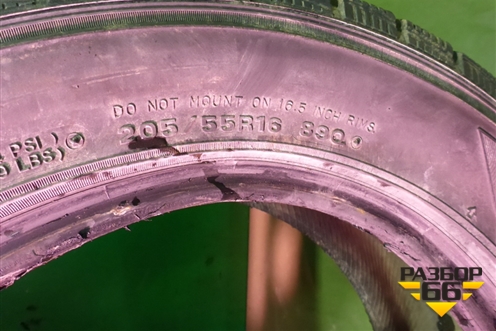 DO NOT MOUNT ON 16.5 INCH RIMS.
205/55R16 89Q
PSI)
LBS)
РАЗБОР
66